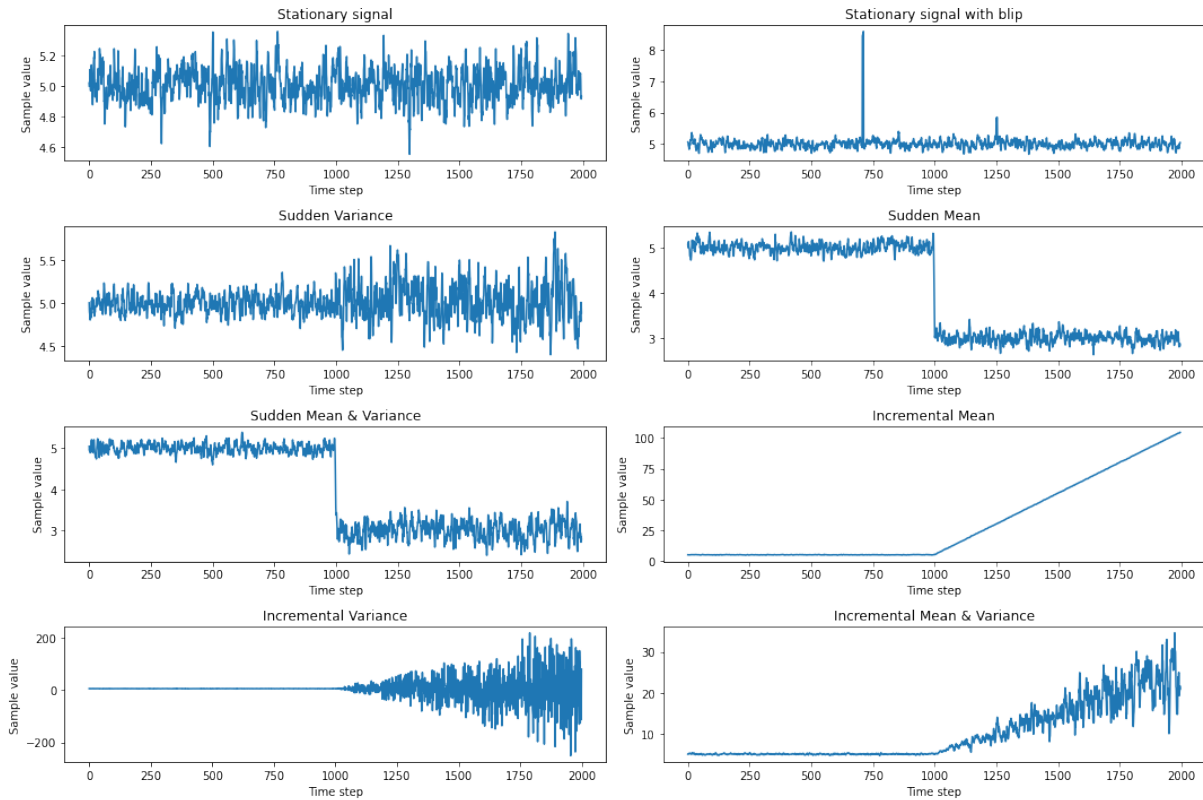 Stationary signal
Sample value
5.2
5.0
4.8
4.6
0 250 500 750 1000 1250 1500 1750 2000
Time step
Stationary signal with blip
Sample value
8
7
6
5
0 250 500 750 1000 1250 1500 1750 2000
Time step
Sudden Variance
Sample value
5.5
5.0
4.5
0 250 500 750 1000 1250 1500 1750 2000
Time step
Sudden Mean
Sample value
5
4
3
0 250 500 750 1000 1250 1500 1750 2000
Time step
Sudden Mean & Variance
Sample value
5
4
3
0 250 500 750 1000 1250 1500 1750 2000
Time step
Incremental Mean
Sample value
100
75
50
25
0
0 250 500 750 1000 1250 1500 1750 2000
Time step
Incremental Variance
Sample value
200
0
−200
0 250 500 750 1000 1250 1500 1750 2000
Time step
Incremental Mean & Variance
Sample value
30
20
10
0 250 500 750 1000 1250 1500 1750 2000
Time step